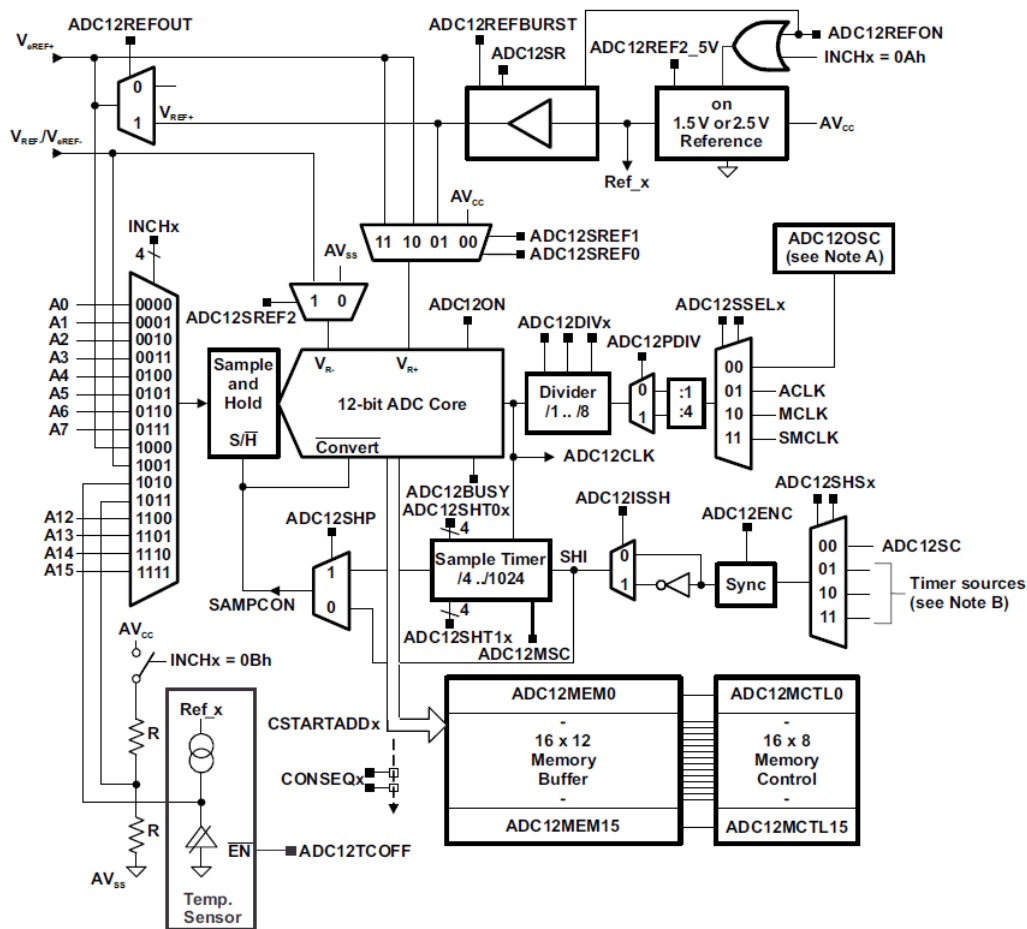 ADC12REFOUT
ADC12REFBURST
ADC12SR
ADC12REF2_5V
ADC12REFON
INCHx = 0Ah
VeREF+
0
1
VREF+
VREF-/VeREF-
on
1.5 V or 2.5 V
Reference
AVCC
Ref_x
AVCC
11 10 01 00
ADC12SREF1
ADC12SREF0
INCHx
4
AVSS
1 0
ADC12SREF2
ADC12ON
ADC12OSC
(see Note A)
A0
A1
A2
A3
A4
A5
A6
A7
A12
A13
A14
A15
0000
0001
0010
0011
0100
0101
0110
0111
1000
1001
1010
1011
1100
1101
1110
1111
Sample
and
Hold
S/H
VR-
VR+
12-bit ADC Core
Convert
ADC12DIVx
Divider
/1 .. /8
ADC12PDIV
0
1
:1
:4
ADC12SSELx
00
01
10
11
ACLK
MCLK
SMCLK
ADC12CLK
ADC12BUSY
ADC12SHT0x
4
ADC12SHP
1
0
SAMPCON
Sample Timer
/4 ../1024
4
ADC12SHT1x
ADC12MSC
SHI
ADC12ISSH
0
1
ADC12ENC
Sync
ADC12SHSx
00
01
10
11
ADC12SC
Timer sources
(see Note B)
AVCC
INCHx = 0Bh
R
R
AVSS
Ref_x
EN
ADC12TCOFF
Temp.
Sensor
CSTARTADDx
CONSEQx
ADC12MEM0
-
16 x 12
Memory
Buffer
-
ADC12MEM15
ADC12MCTL0
-
16 x 8
Memory
Control
-
ADC12MCTL15